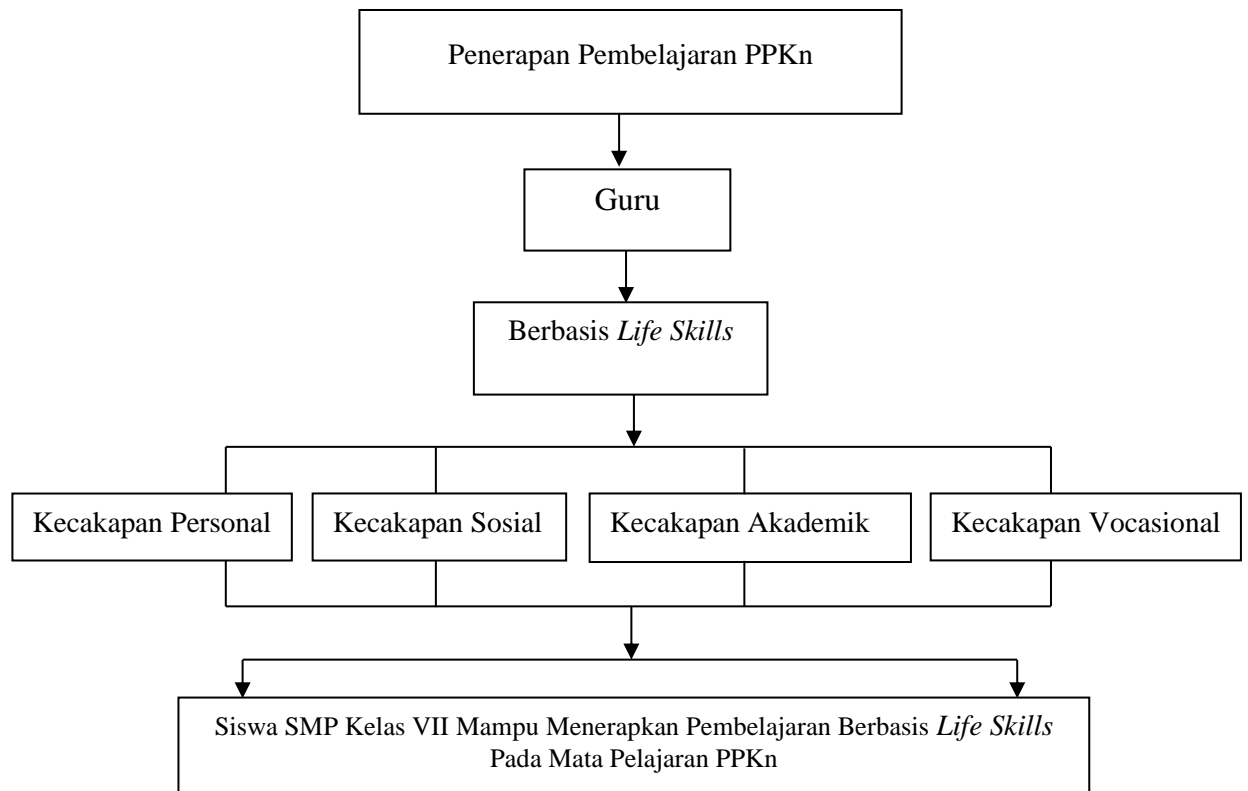 Penerapan Pembelajaran PPKn
Guru
Berbasis Life Skills
Kecakapan Personal
Kecakapan Sosial
Kecakapan Akademik
Kecakapan Vocasional
Siswa SMP Kelas VII Mampu Menerapkan Pembelajaran Berbasis Life Skills
Pada Mata Pelajaran PPKn